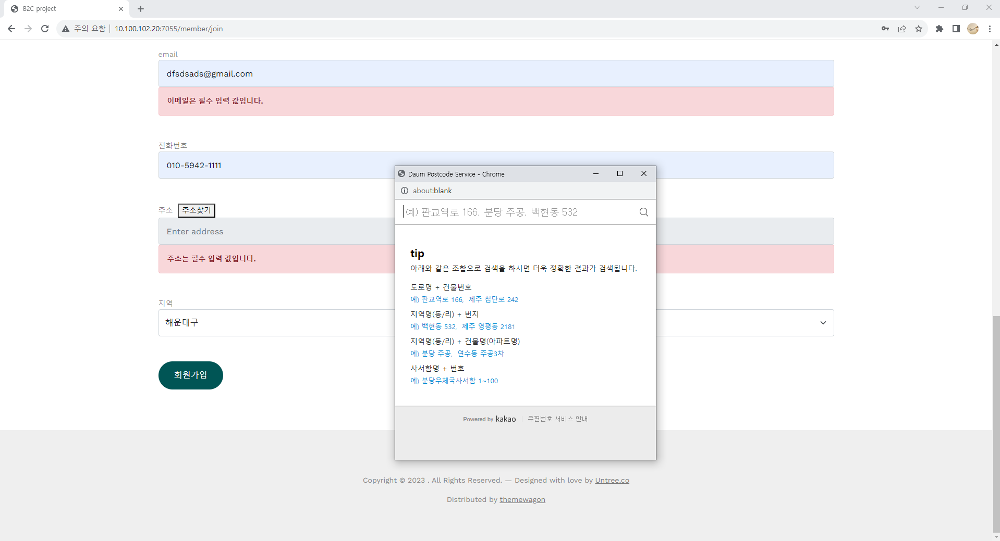 B2C project
주의 요함 10.100.102.20:7055/member/join
email
dfsdsads@gmail.com
이메일은 필수 입력 값입니다.
전화번호
010-5942-1111
주소 주소찾기
Enter address
주소는 필수 입력 값입니다.
지역
해운대구
회원가입
Daum Postcode Service - Chrome
about:blank
예) 판교역로 166, 분당 주공, 백현동 532
tip
아래와 같은 조합으로 검색을 하시면 더욱 정확한 결과가 검색됩니다.
도로명 + 건물번호
예) 판교역로 166, 제주 첨단로 242
지역명(동/리) + 번지
예) 백현동 532, 제주 영평동 2181
지역명(동/리) + 건물명(아파트명)
예) 분당 주공, 연수동 주공3차
사서함명 + 번호
예) 분당우체국사서함 1~100
Powered by kakao 우편번호 서비스 안내
Copyright © 2023 . All Rights Reserved. — Designed with love by Untree.co
Distributed by themewagon